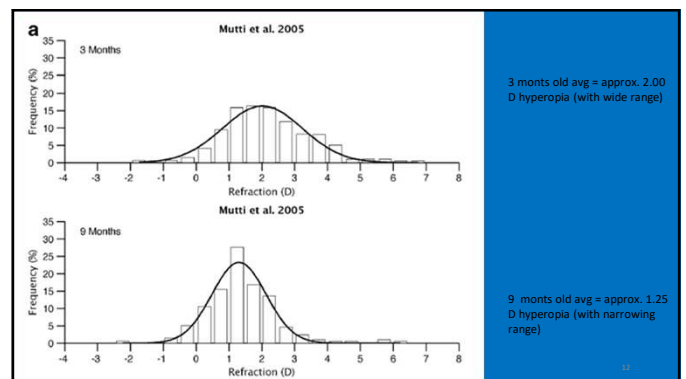 a
Mutti et al. 2005
3 Months
Frequency (%)
35
30
25
20
15
10
5
0
-4 -3 -2 -1 0 1 2 3 4 5 6 7 8
Refraction (D)
3 monts old avg = approx. 2.00
D hyperopia (with wide range)
Mutti et al. 2005
9 Months
Frequency (%)
35
30
25
20
15
10
5
0
-4 -3 -2 -1 0 1 2 3 4 5 6 7 8
Refraction (D)
9 monts old avg = approx. 1.25
D hyperopia (with narrowing
range)
12